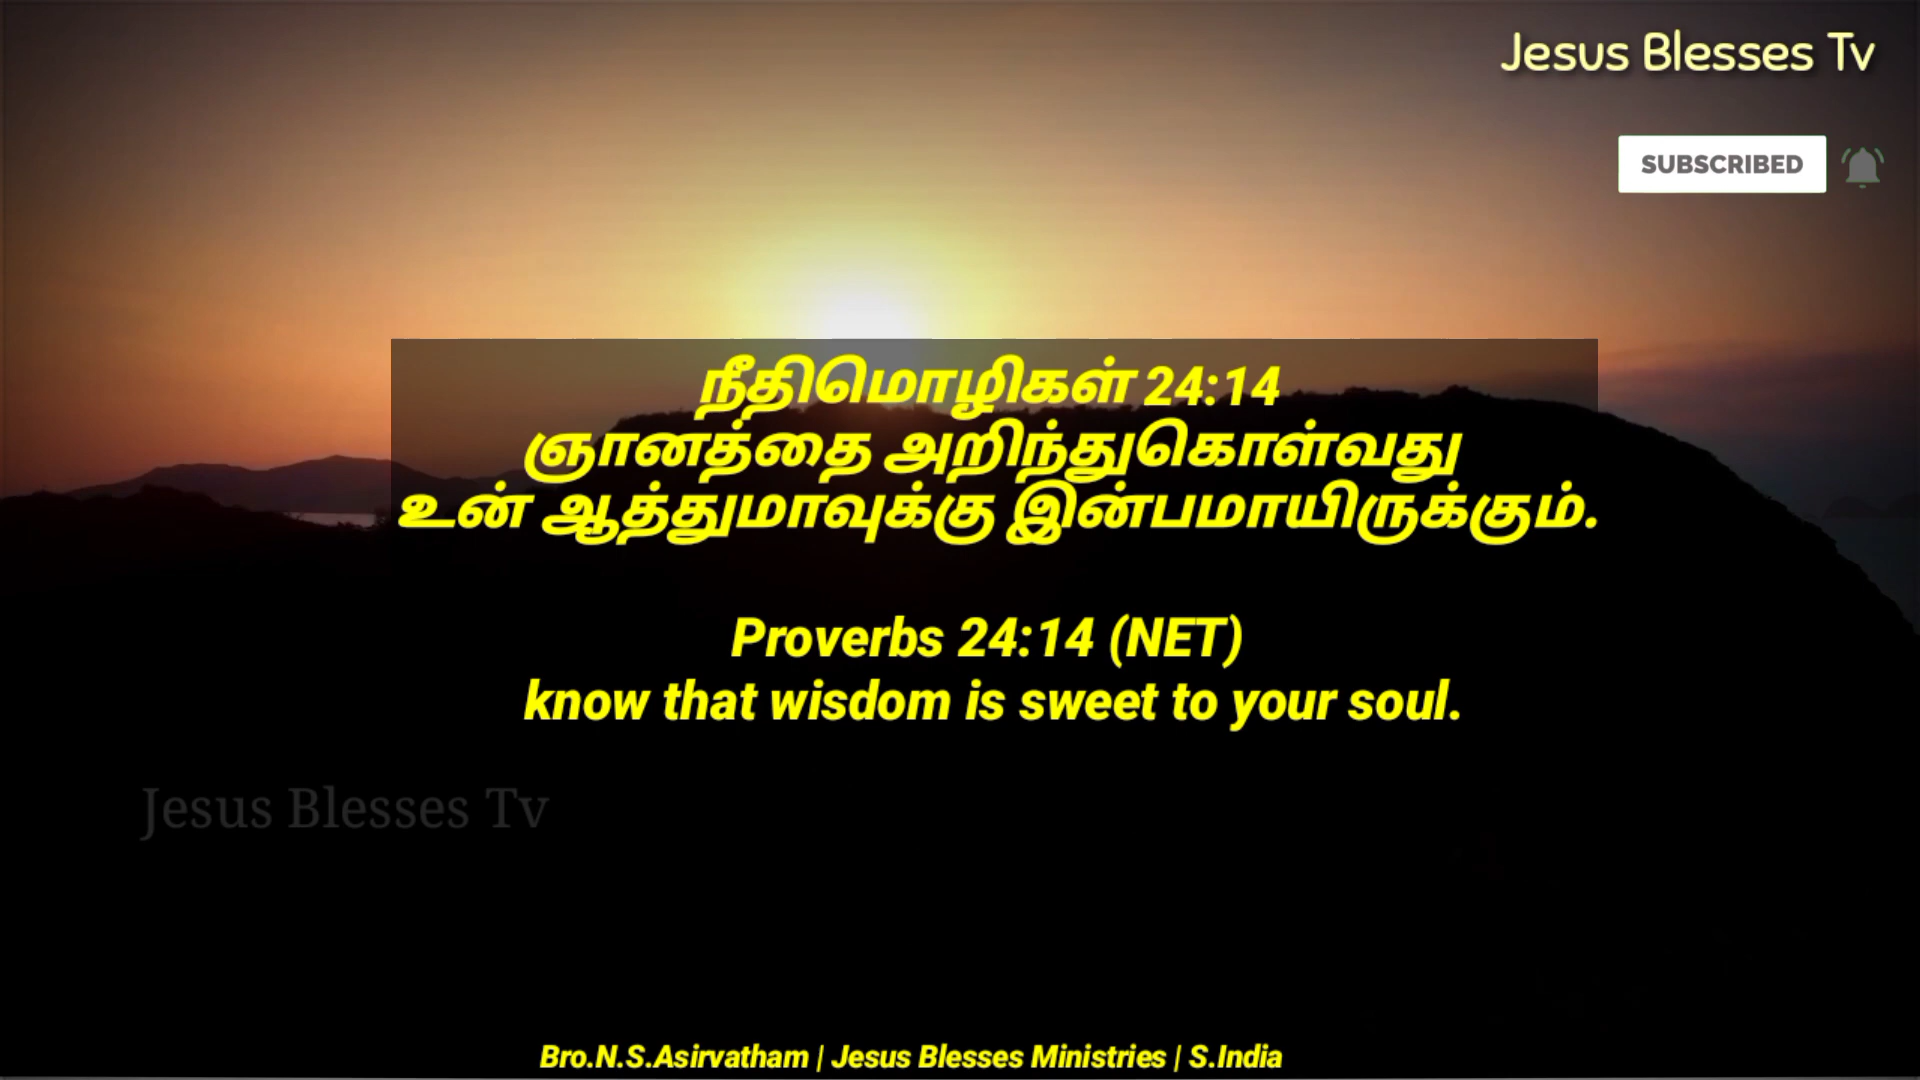 Jesus Blesses Tv
SUBSCRIBED
நீதிமொழிகள் 24:14
ஞானத்தை அறிந்துகொள்வது
உன் ஆத்துமாவுக்கு இன்பமாயிருக்கும்.
Proverbs 24:14 (NET)
know that wisdom is sweet to your soul.
Jesus Blesses Tv
Bro.N.S.Asirvatham | Jesus Blesses Ministries | S.India